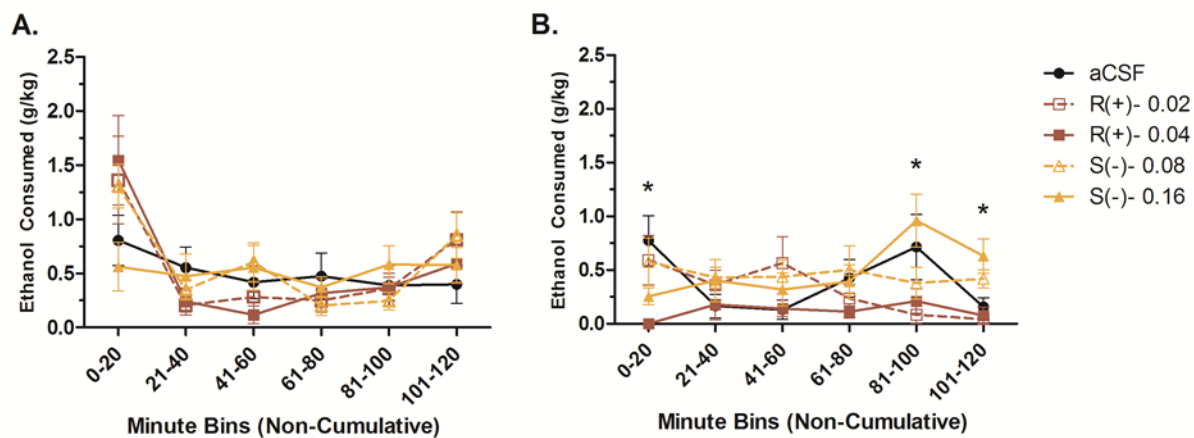 A.
Ethanol Consumed (g/kg)
2.5
2.0
1.5
1.0
0.5
0.0
0-20
21-40
41-60
61-80
81-100
101-120
Minute Bins (Non-Cumulative)
B.
Ethanol Consumed (g/kg)
2.5
2.0
1.5
1.0
0.5
0.0
*
*
*
0-20
21-40
41-60
61-80
81-100
101-120
Minute Bins (Non-Cumulative)
aCSF
R(+)- 0.02
R(+)- 0.04
S(-)- 0.08
S(-)- 0.16